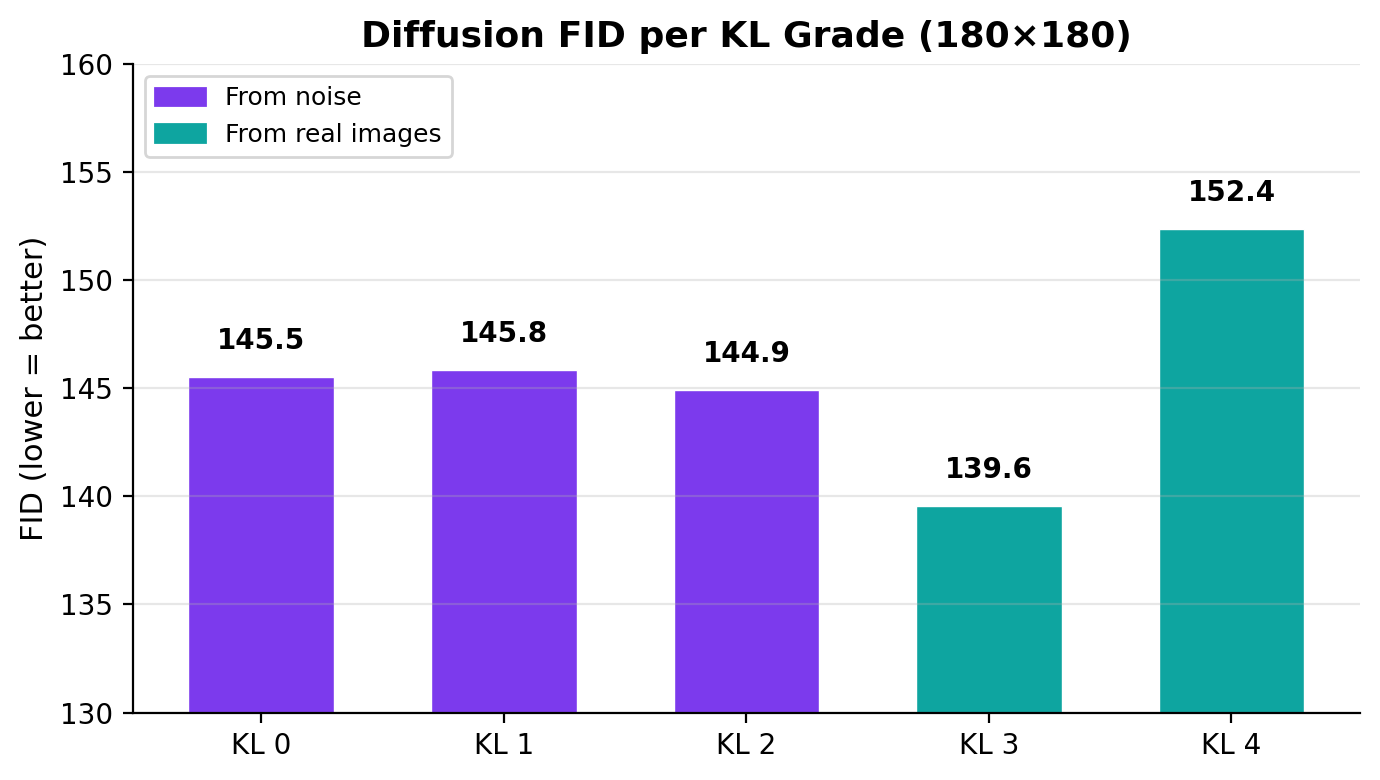 Diffusion FID per KL Grade (180×180)
From noise
From real images
FID (lower = better)
160
155
150
145
140
135
130
145.5
145.8
144.9
139.6
152.4
KL 0
KL 1
KL 2
KL 3
KL 4